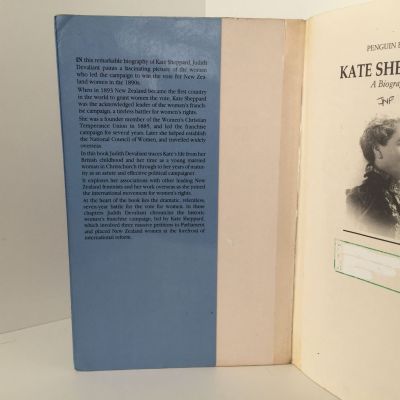 IN this remarkable biography of Kate Sheppard, Judith
Devaliant paints a fascinating picture of the women
who led the campaign to win the vote for New Zea-
land women in the 1890s.
When in 1893 New Zealand became the first country
in the world to grant women the vote, Kate Sheppard
was the acknowledged leader of the women's franch-
ise campaign, a tireless battler for women's rights.
She was a founder member of the Women's Christian
Temperance Union in 1885, and led the franchise
campaign for several years. Later she helped establish
the National Council of Women, and travelled widely
overseas.
In this book Judith Devaliant traces Kate's life from her
British childhood and her time as a young married
woman in Christchurch through to her years of matur-
ity as an astute and effective political campaigner.
It explores her associations with other leading New
Zealand feminists and her work overseas as she joined
the international movement for women's rights.
At the heart of the book lies the dramatic, relentless,
seven-year battle for the vote for women. In these
chapters Judith Devaliant chronicles the historic
women's franchise campaign, led by Kate Sheppard,
which involved three massive petitions to Parliament
and placed New Zealand women at the forefront of
international reform.
PENGUIN B
KATE SHE
A Biograp